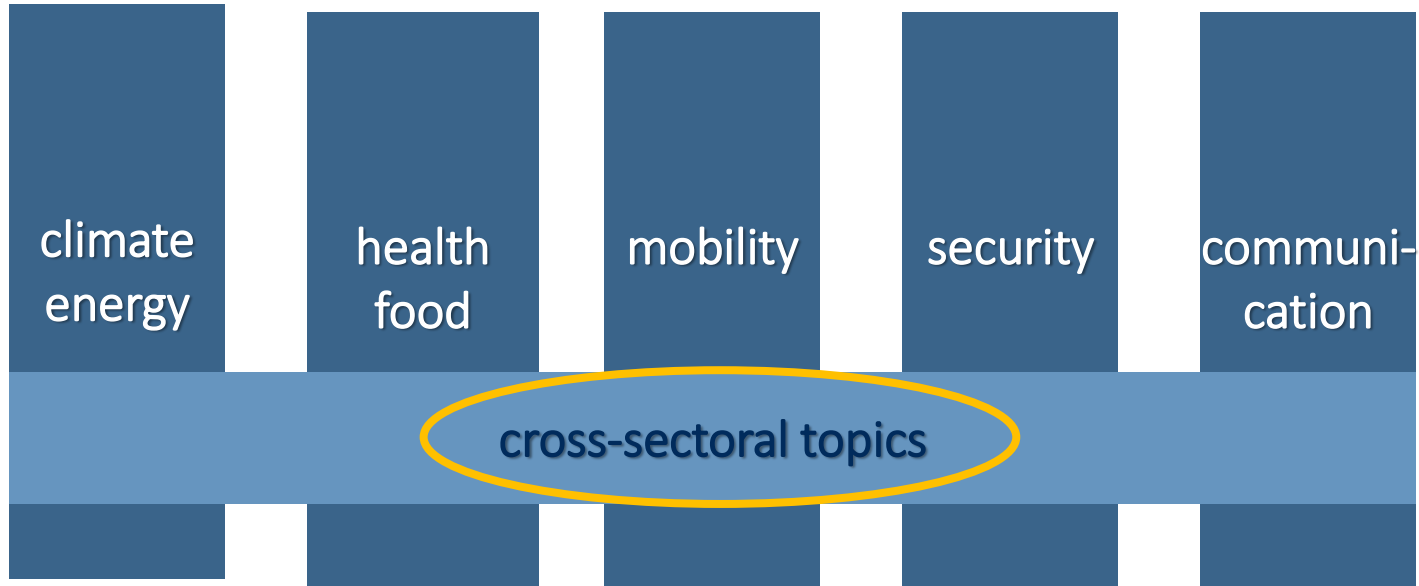 climate
energy
health
food
mobility
security
communi-
cation
cross-sectoral topics